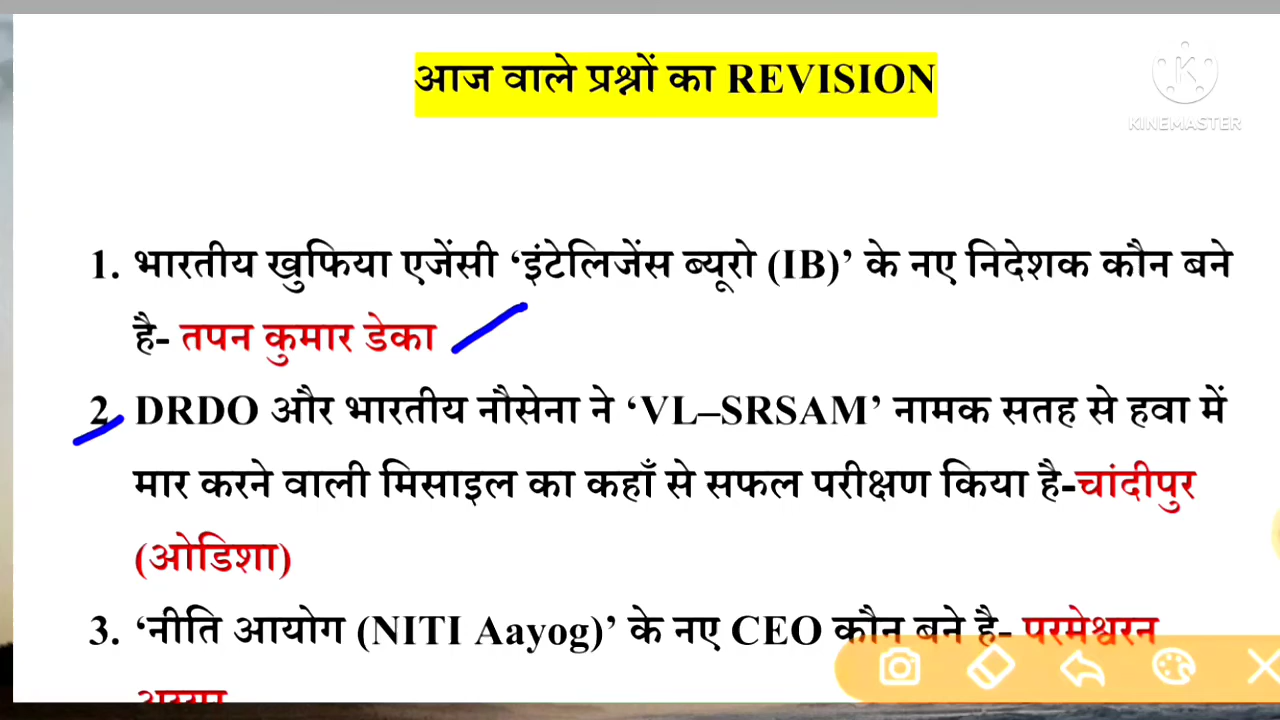 आज वाले प्रश्नों का REVISION
KINEMASTER
1. भारतीय खुफिया एजेंसी ‘इंटेलिजेंस ब्यूरो (IB)’ के नए निदेशक कौन बने
है- तपन कुमार डेका
2. DRDO और भारतीय नौसेना ने ‘VL–SRSAM’ नामक सतह से हवा में
मार करने वाली मिसाइल का कहाँ से सफल परीक्षण किया है-चांदीपुर
(ओडिशा)
3. ‘नीति आयोग (NITI Aayog)’ के नए CEO कौन बने है- परमेश्वरन